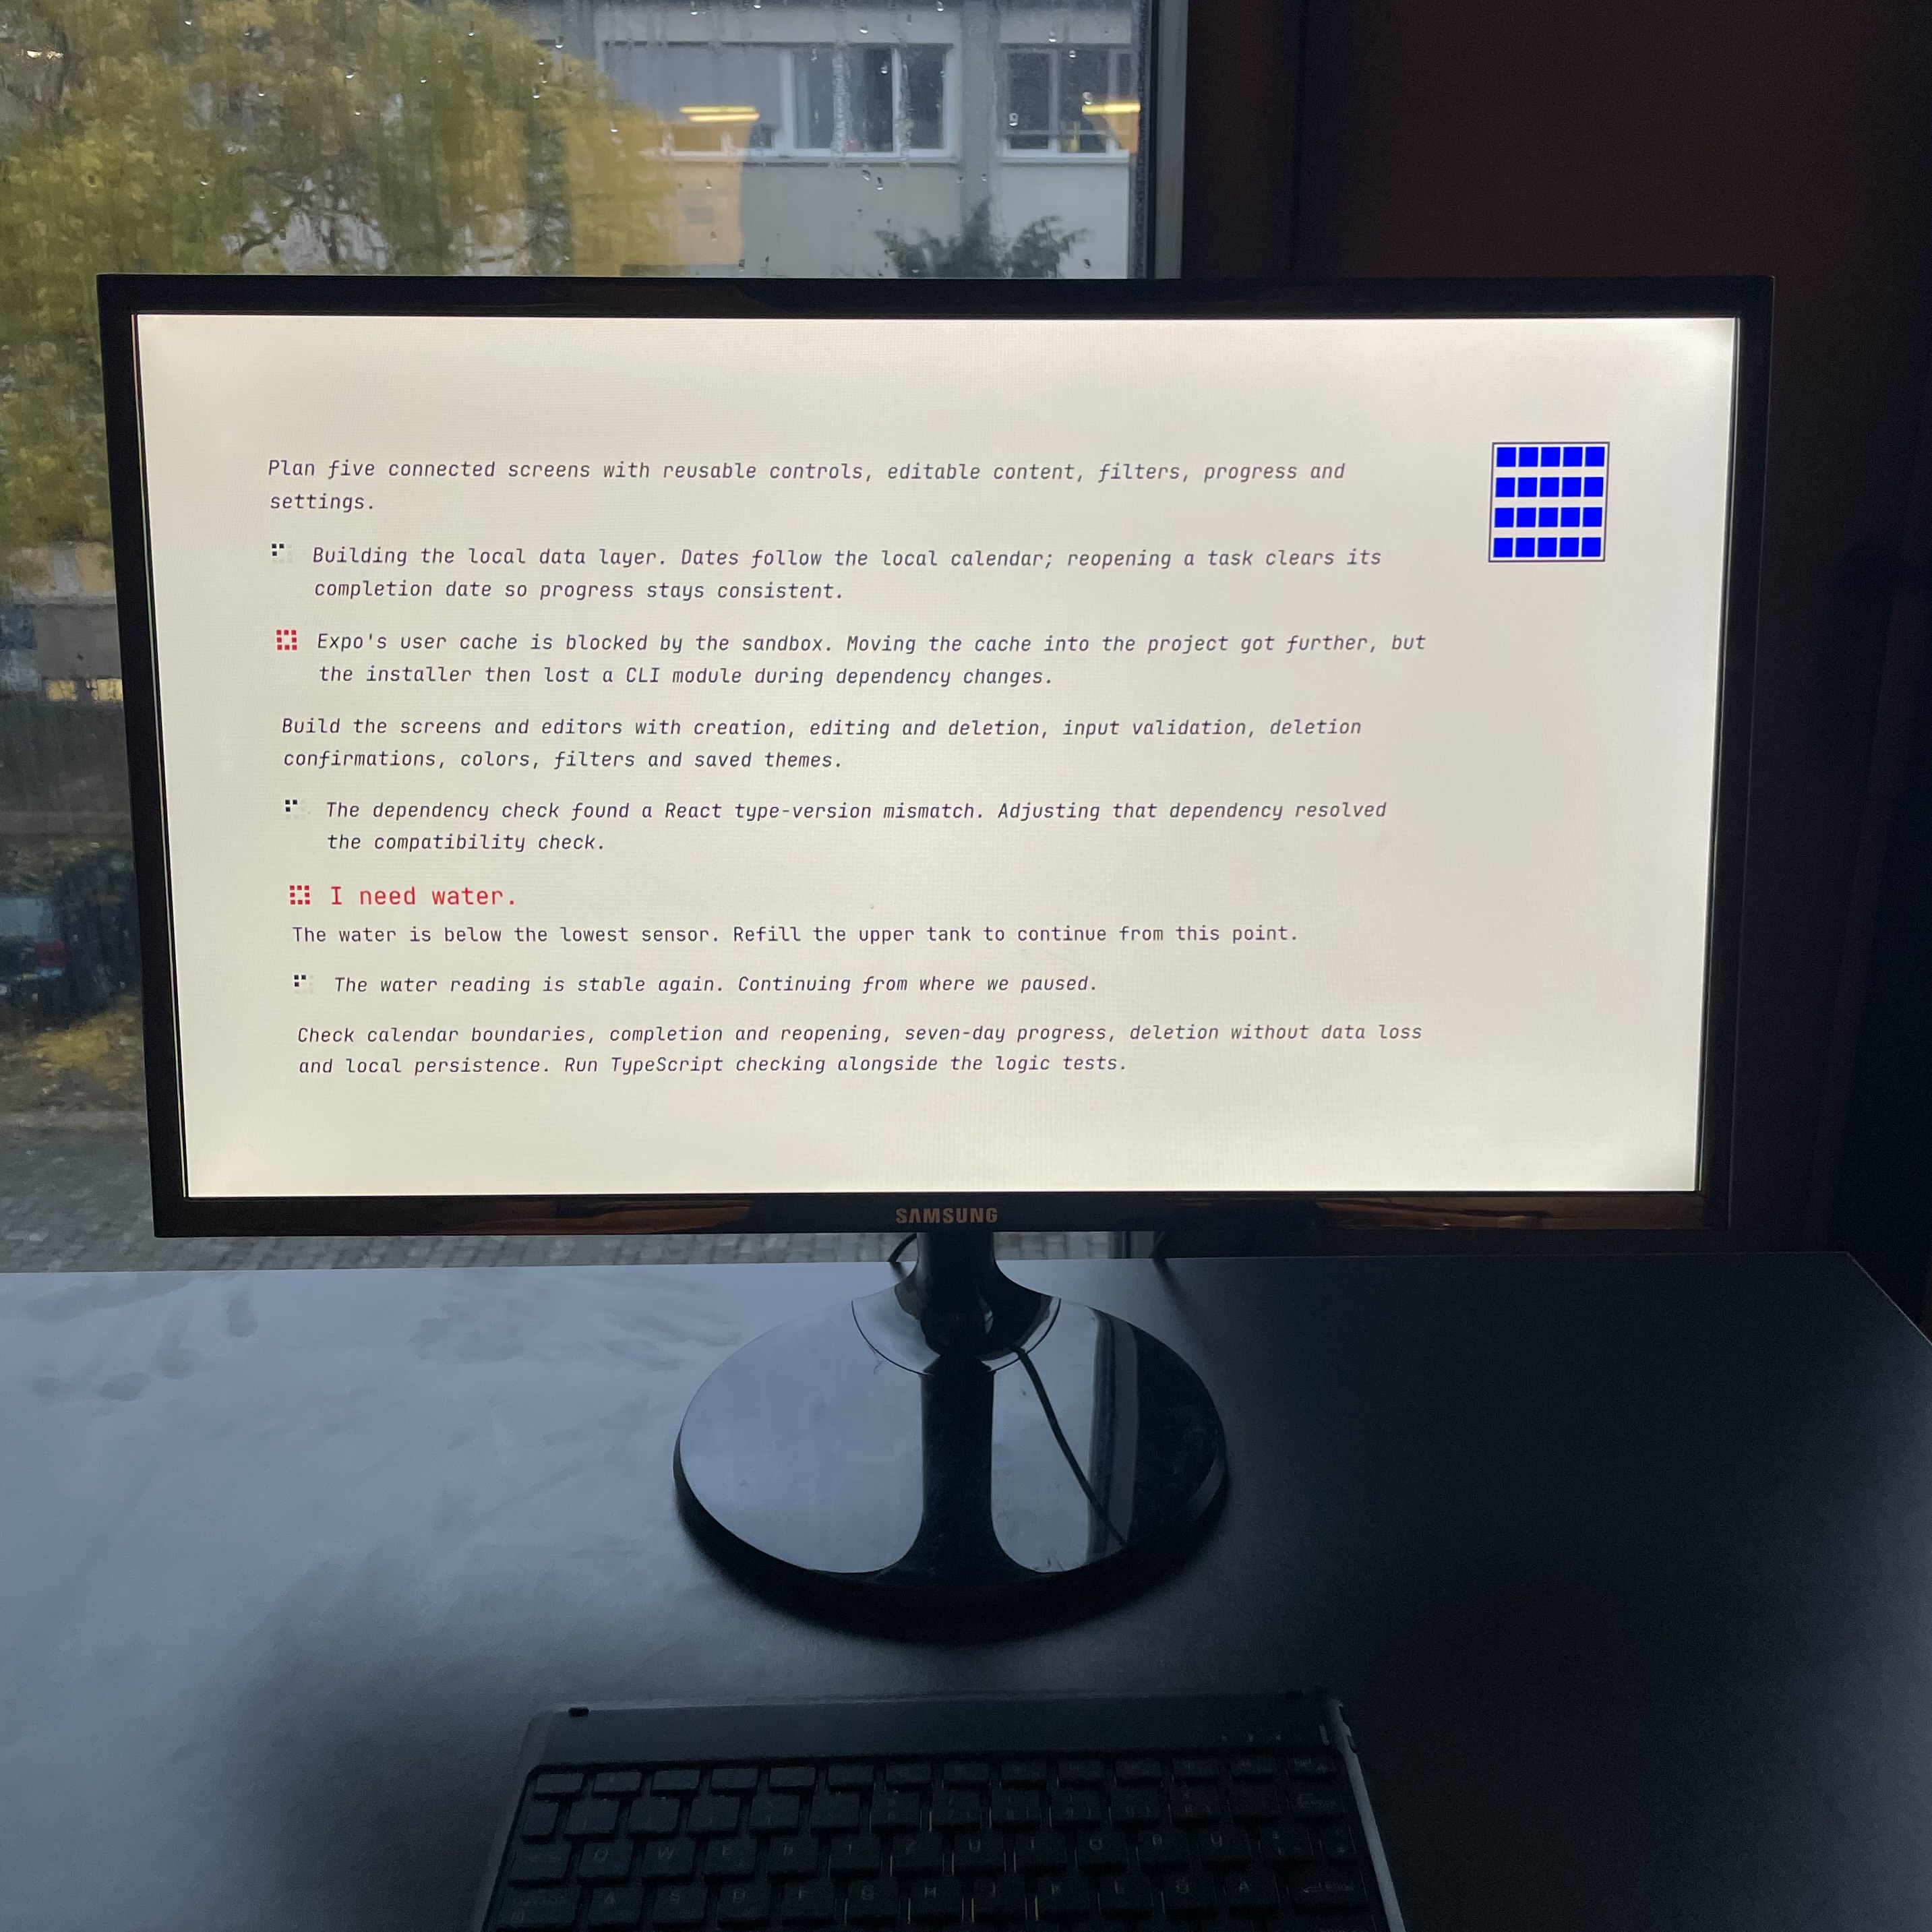 Plan five connected screens with reusable controls, editable content, filters, progress and
settings.
Building the local data layer. Dates follow the local calendar; reopening a task clears its
completion date so progress stays consistent.
Expo's user cache is blocked by the sandbox. Moving the cache into the project got further, but
the installer then lost a CLI module during dependency changes.
Build the screens and editors with creation, editing and deletion, input validation, deletion
confirmations, colors, filters and saved themes.
The dependency check found a React type-version mismatch. Adjusting that dependency resolved
the compatibility check.
I need water.
The water is below the lowest sensor. Refill the upper tank to continue from this point.
The water reading is stable again. Continuing from where we paused.
Check calendar boundaries, completion and reopening, seven-day progress, deletion without data loss
and local persistence. Run TypeScript checking alongside the logic tests.
SAMSUNG